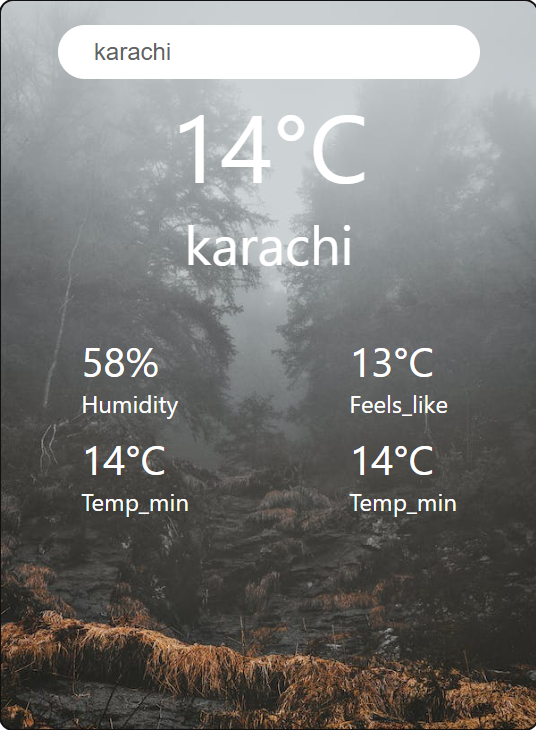 karachi
14°C
karachi
58%
13°C
Humidity
Feels_like
14°C
14°C
Temp_min
Temp_min